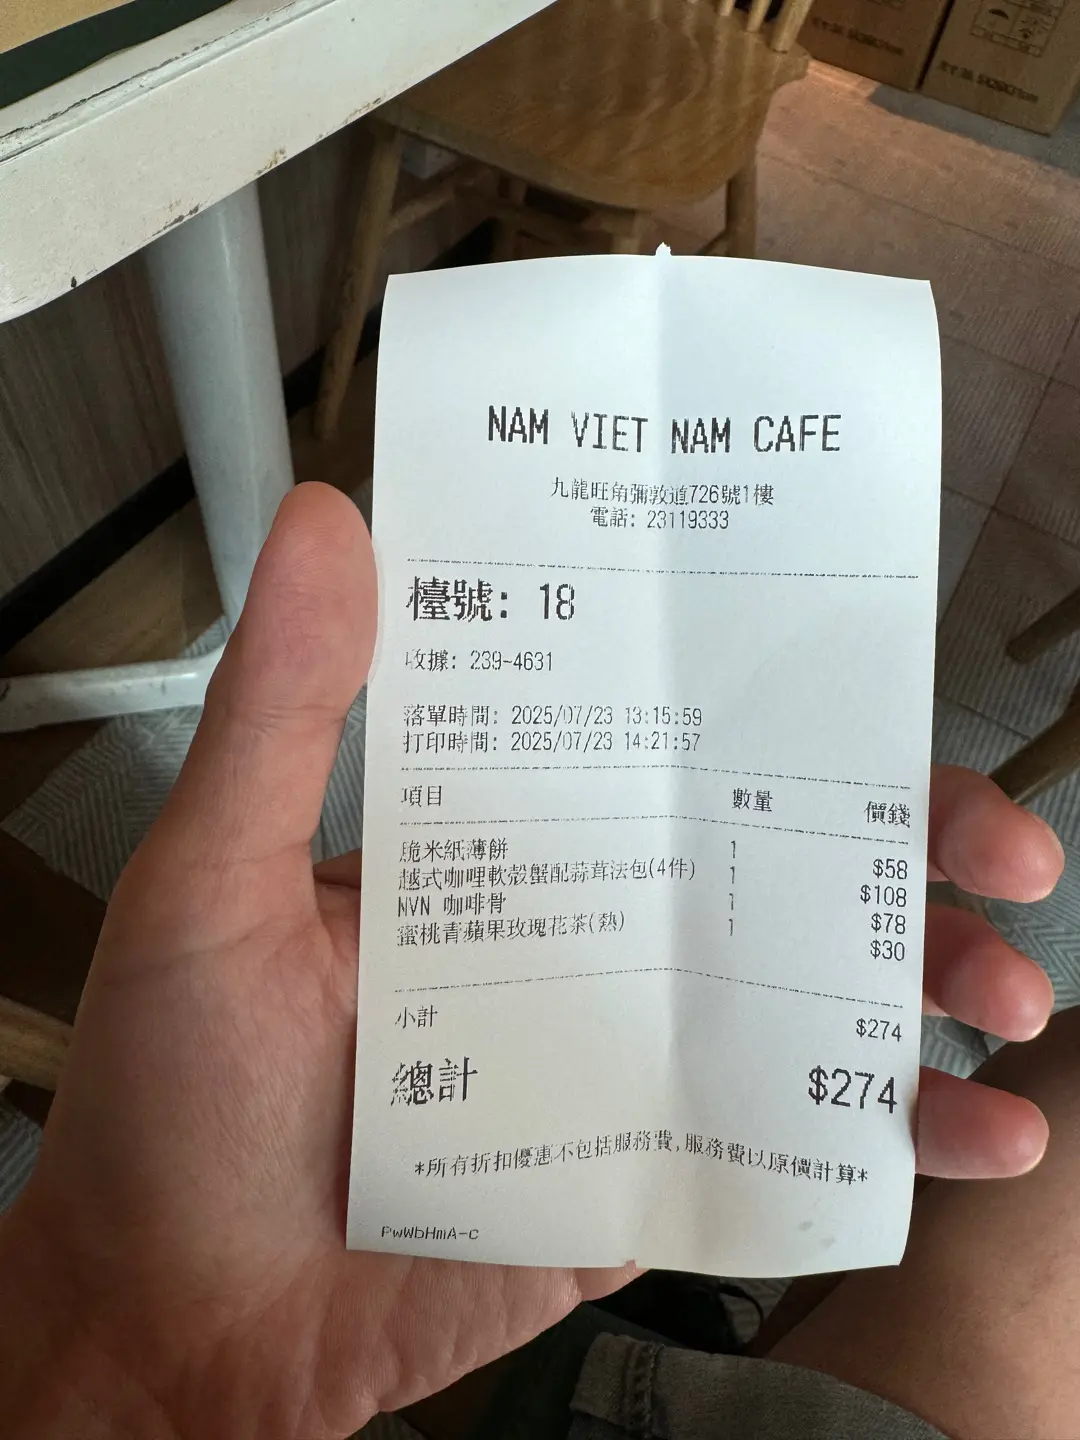 NAM VIET NAM CAFE
九龍旺角彌敦道726號1樓
電話: 23119333
檯號: 18
收據: 239-4631
落單時間: 2025/07/23 13:15:59
打印時間: 2025/07/23 14:21:57
項目 數量 價錢
脆米紙薄餅 1 $58
越式咖哩軟殼蟹配蒜茸法包(4件) 1 $108
NVN 咖啡骨 1 $78
蜜桃青蘋果玫瑰花茶(熱) 1 $30
小計 $274
總計 $274
*所有折扣優惠不包括服務費,服務費以原價計算*
PwWbHmA-C